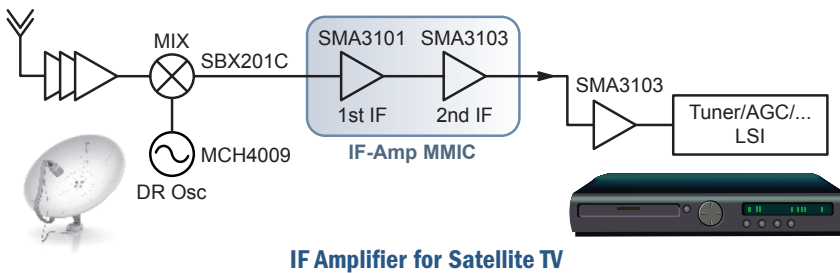 MIX
SBX201C
SMA3101
SMA3103
1st IF
2nd IF
IF-Amp MMIC
SMA3103
Tuner/AGC/...
LSI
MCH4009
DR Osc
IF Amplifier for Satellite TV